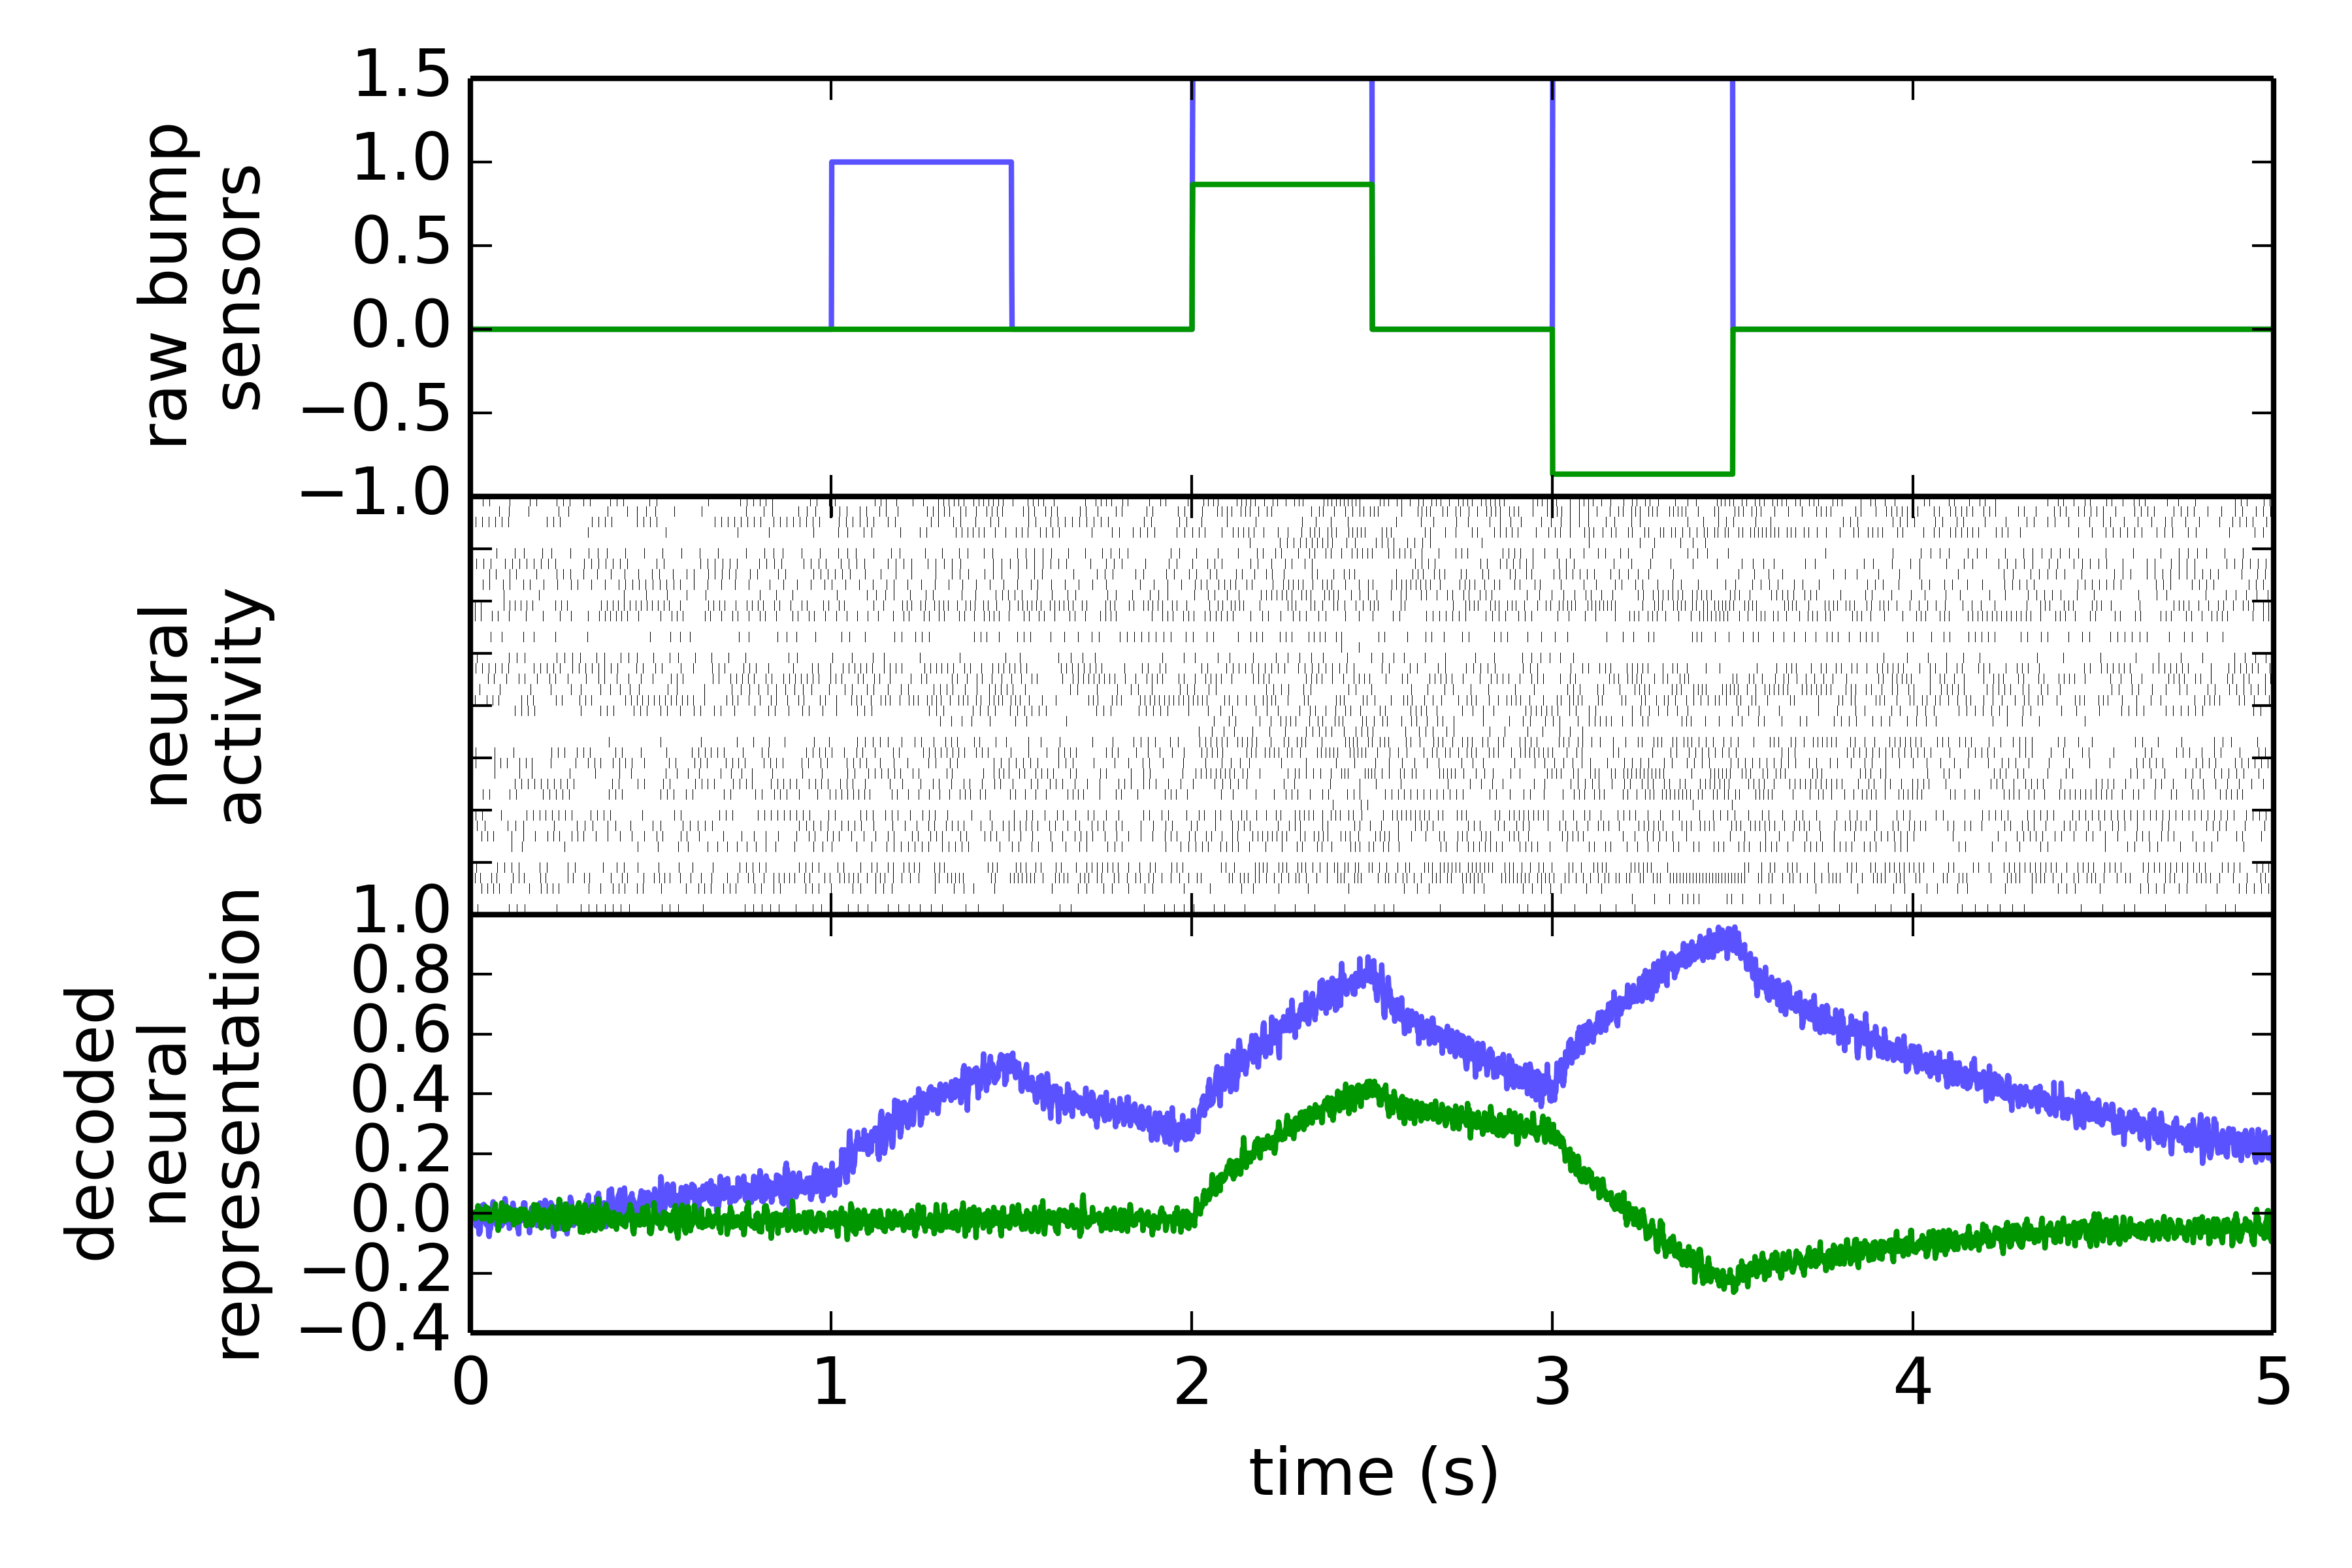 raw bump
sensors
1.5
1.0
0.5
0.0
−0.5
−1.0
neural
activity
decoded
neural
representation
1.0
0.8
0.6
0.4
0.2
0.0
−0.2
−0.4
0 1 2 3 4 5
time (s)